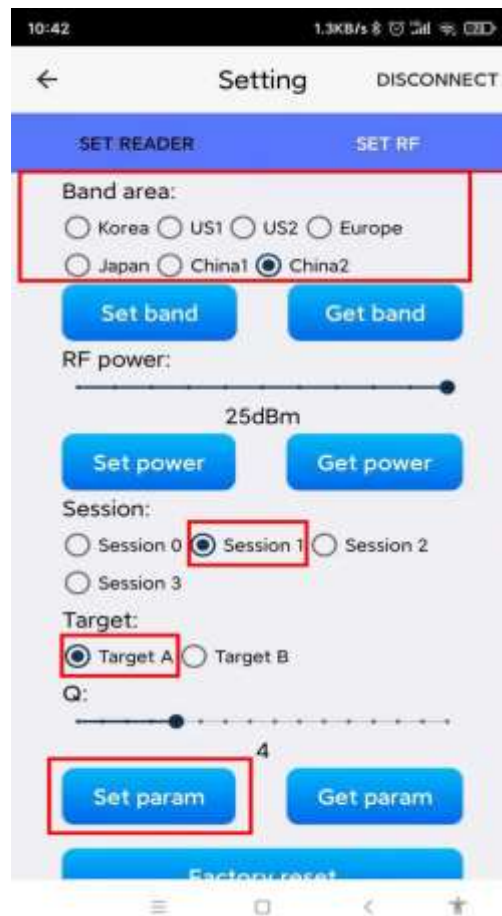 10:42 1.3KB/s
Setting DISCONNECT
SET READER SET RF
Band area:
Korea US1 US2 Europe
Japan China1 China2
Set band Get band
RF power:
25dBm
Set power Get power
Session:
Session 0 Session 1 Session 2
Session 3
Target:
Target A Target B
Q:
4
Set param Get param
Factory reset